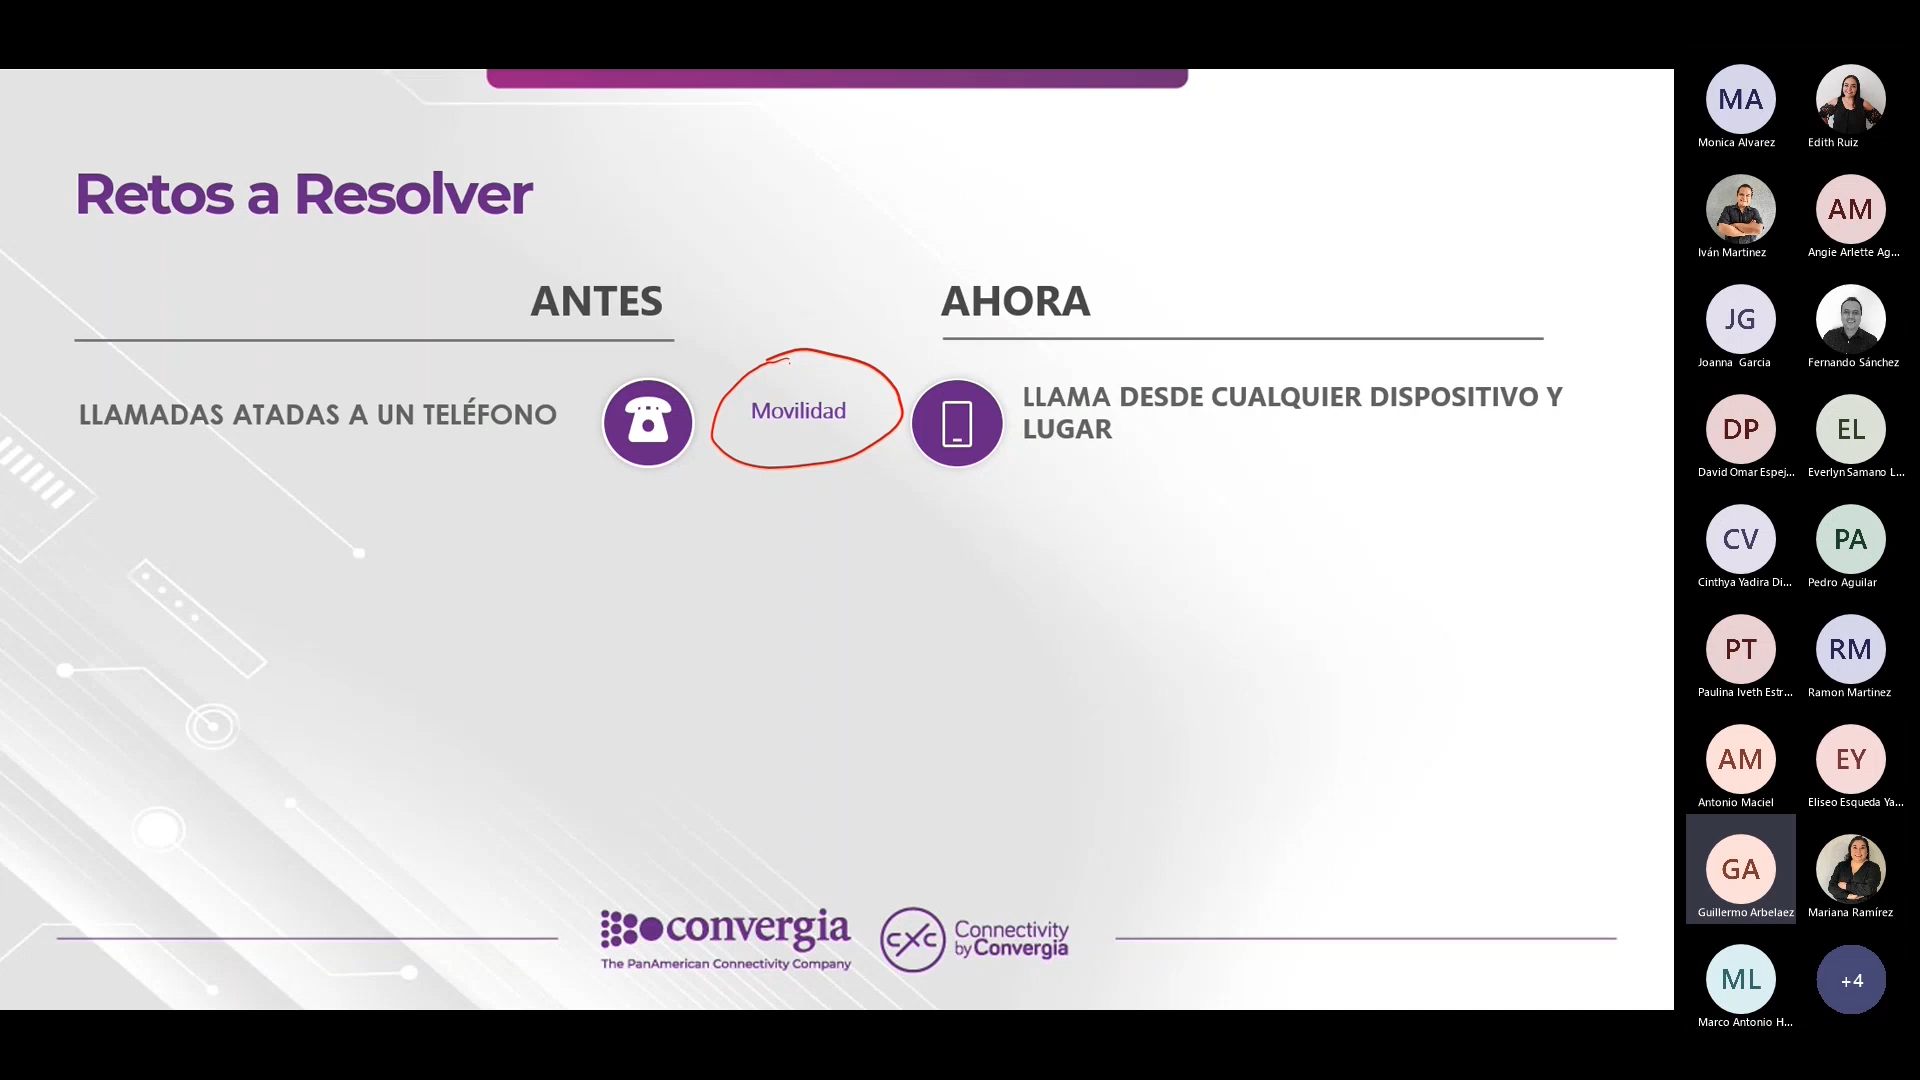 Retos a Resolver
ANTES
AHORA
LLAMADAS ATADAS A UN TELÉFONO
Movilidad
LLAMA DESDE CUALQUIER DISPOSITIVO Y
LUGAR
convergia
The PanAmerican Connectivity Company
cxc
Connectivity
by Convergia
MA
Monica Alvarez
Edith Ruiz
Iván Martinez
AM
Angie Arlette Ag...
JG
Joanna Garcia
Fernando Sánchez
DP
David Omar Espej...
EL
Everlyn Samano L...
CV
Cinthya Yadira Di...
PA
Pedro Aguilar
PT
Paulina Iveth Estr...
RM
Ramon Martinez
AM
Antonio Maciel
EY
Eliseo Esqueda Ya...
GA
Guillermo Arbelaez
Mariana Ramírez
ML
Marco Antonio H...
+4